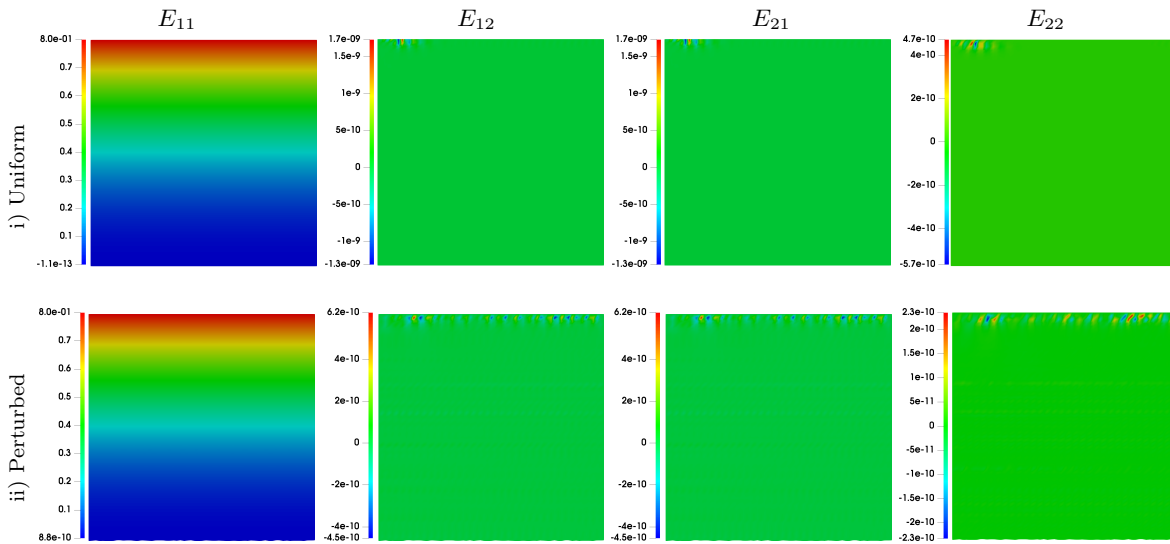 E₁₁ E₁₂ E₂₁ E₂₂
i) Uniform
8.0e-01
0.7
0.6
0.5
0.4
0.3
0.2
0.1
-1.1e-13
1.7e-09
1.5e-9
1e-9
5e-10
0
-5e-10
-1e-9
-1.3e-09
1.7e-09
1.5e-9
1e-9
5e-10
0
-5e-10
-1e-9
-1.3e-09
4.7e-10
2e-10
0
-2e-10
-4e-10
-5.7e-10
ii) Perturbed
8.0e-01
0.7
0.6
0.5
0.4
0.3
0.2
0.1
8.8e-10
6.2e-10
4e-10
2e-10
0
-2e-10
-4e-10
-4.5e-10
6.2e-10
4e-10
2e-10
0
-2e-10
-4e-10
-4.5e-10
2.3e-10
2e-10
1.5e-10
1e-10
5e-11
0
-5e-11
-1e-10
-1.5e-10
-2e-10
-2.3e-10